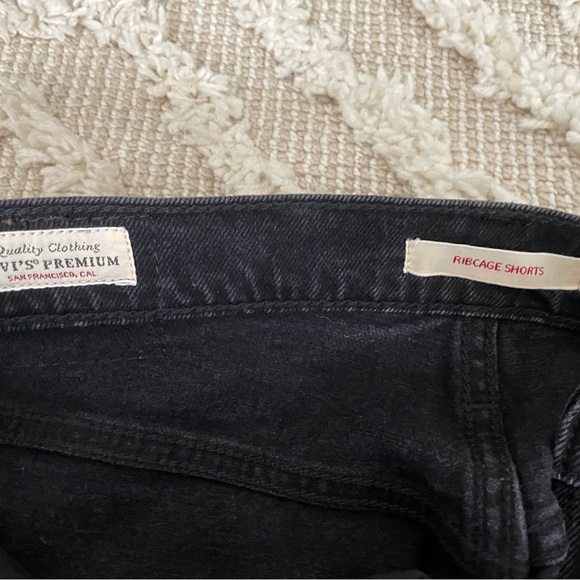 Quality Clothing
VI'S® PREMIUM
SAN FRANCISCO, CAL.
RIBCAGE SHORTS